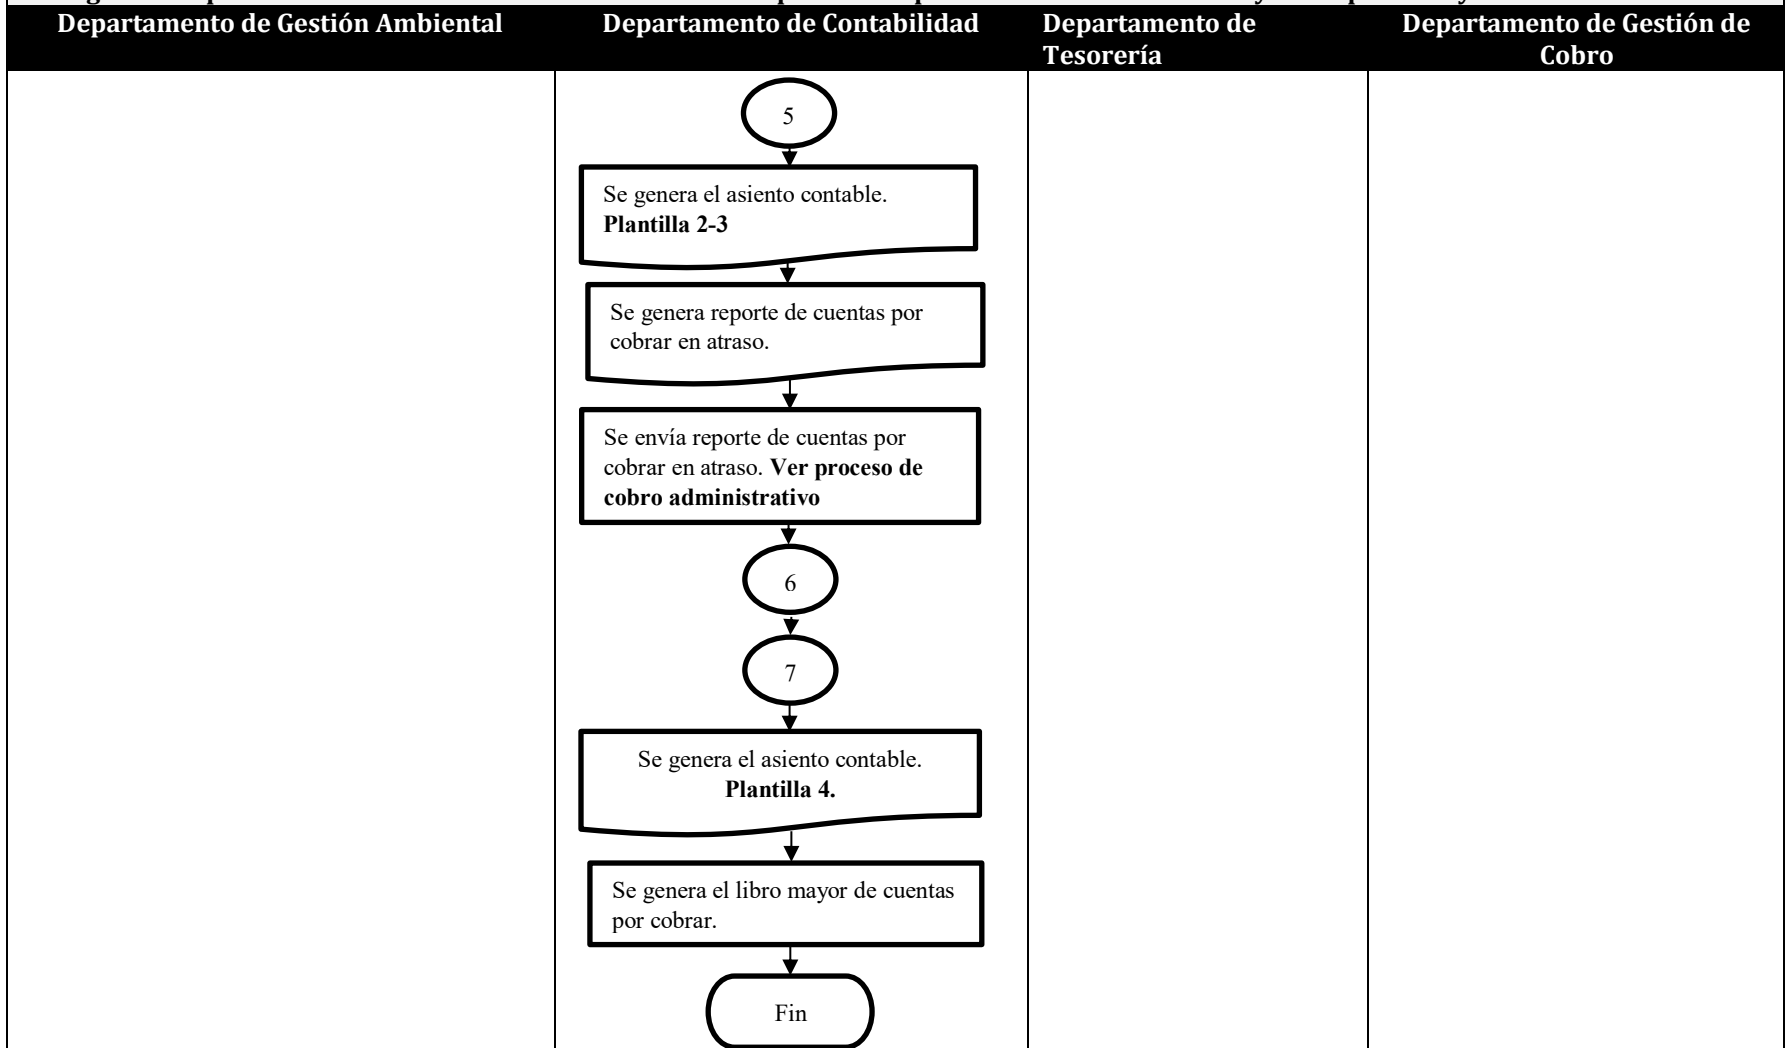 Departamento de Gestión Ambiental
Departamento de Contabilidad
Departamento de
Tesorería
Departamento de Gestión de
Cobro
5
Se genera el asiento contable.
Plantilla 2-3
Se genera reporte de cuentas por
cobrar en atraso.
Se envía reporte de cuentas por
cobrar en atraso. Ver proceso de
cobro administrativo
6
7
Se genera el asiento contable.
Plantilla 4.
Se genera el libro mayor de cuentas
por cobrar.
Fin